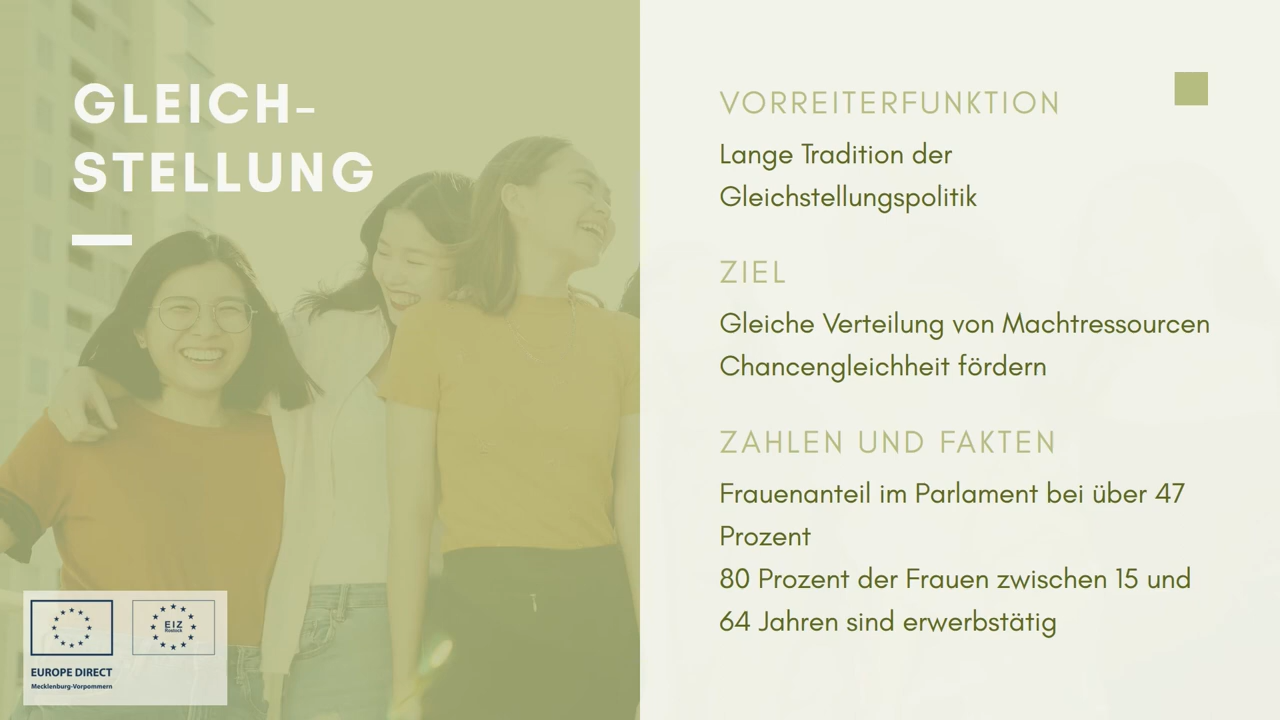 GLEICH-
STELLUNG
VORREITERFUNKTION
Lange Tradition der
Gleichstellungspolitik
ZIEL
Gleiche Verteilung von Machtressourcen
Chancengleichheit fördern
ZAHLEN UND FAKTEN
Frauenanteil im Parlament bei über 47
Prozent
80 Prozent der Frauen zwischen 15 und
64 Jahren sind erwerbstätig
EIZ
Rostock
EUROPE DIRECT
Mecklenburg-Vorpommern